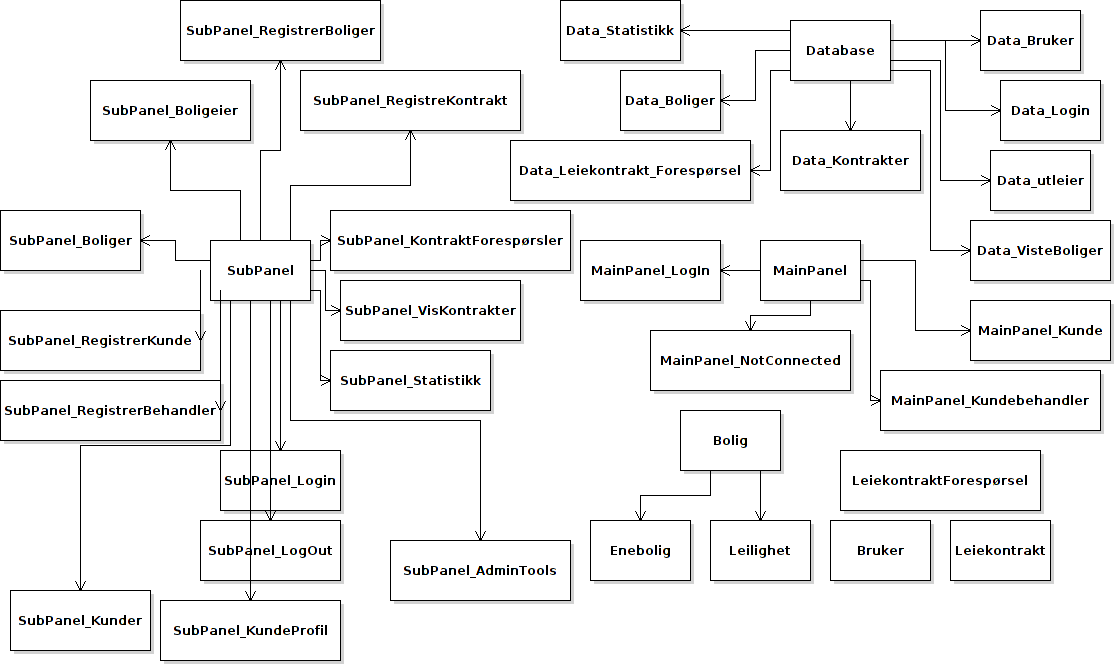 SubPanel_RegistrerBoliger
Data_Statistikk
Database
Data_Bruker
SubPanel_Boligeier
SubPanel_RegistreKontrakt
Data_Boliger
Data_Login
Data_Leiekontrakt_Forespørsel
Data_Kontrakter
Data_utleier
SubPanel_Boliger
SubPanel
SubPanel_KontraktForespørsler
MainPanel_LogIn
MainPanel
Data_VisteBoliger
SubPanel_VisKontrakter
SubPanel_RegistrerKunde
MainPanel_Kunde
MainPanel_NotConnected
SubPanel_Statistikk
SubPanel_RegistrerBehandler
MainPanel_Kundebehandler
Bolig
SubPanel_Login
LeiekontraktForespørsel
SubPanel_LogOut
Enebolig
Leilighet
Bruker
Leiekontrakt
SubPanel_AdminTools
SubPanel_Kunder
SubPanel_KundeProfil